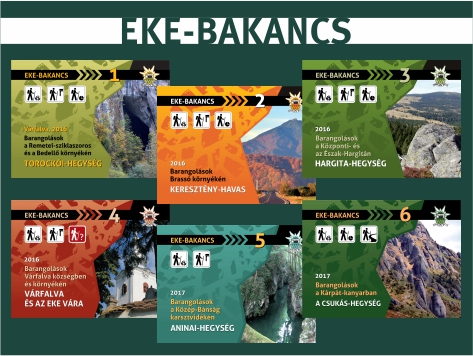 EKE-BAKANCS
EKE-BAKANCS 1
Várfalva, 2016
Barangolások
a Remetei-sziklaszoros
és a Bedellő környékén
TOROCKÓI-HEGYSÉG
EKE-BAKANCS 2
2016
Barangolások
Brassó környékén
KERESZTÉNY-HAVAS
EKE-BAKANCS 3
2016
Barangolások
a Központi- és
az Észak-Hargitán
HARGITA-HEGYSÉG
EKE-BAKANCS 4
?
2016
Barangolások
Várfalva községben
és környékén
VÁRFALVA
ÉS AZ EKE VÁRA
EKE-BAKANCS 5
2017
Barangolások
a Közép-Bánság
karsztvidékén
ANINAI-HEGYSÉG
EKE-BAKANCS 6
2017
Barangolások
a Kárpát-kanyarban
A CSUKÁS-HEGYSÉG